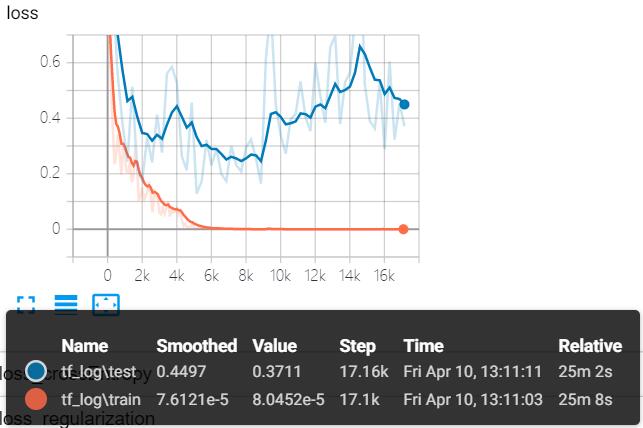 loss
0.6
0.4
0.2
0
0 2k 4k 6k 8k 10k 12k 14k 16k
Name Smoothed Value Step Time Relative
tf_log\test 0.4497 0.3711 17.16k Fri Apr 10, 13:11:11 25m 2s
loss_crossentropy
tf_log\train 7.6121e-5 8.0452e-5 17.1k Fri Apr 10, 13:11:03 25m 8s
loss_regularization